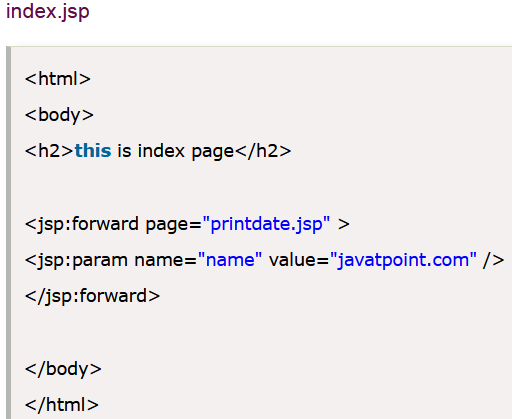 index.jsp
<html>
<body>
<h2>this is index page</h2>
<jsp:forward page="printdate.jsp" >
<jsp:param name="name" value="javatpoint.com" />
</jsp:forward>
</body>
</html>